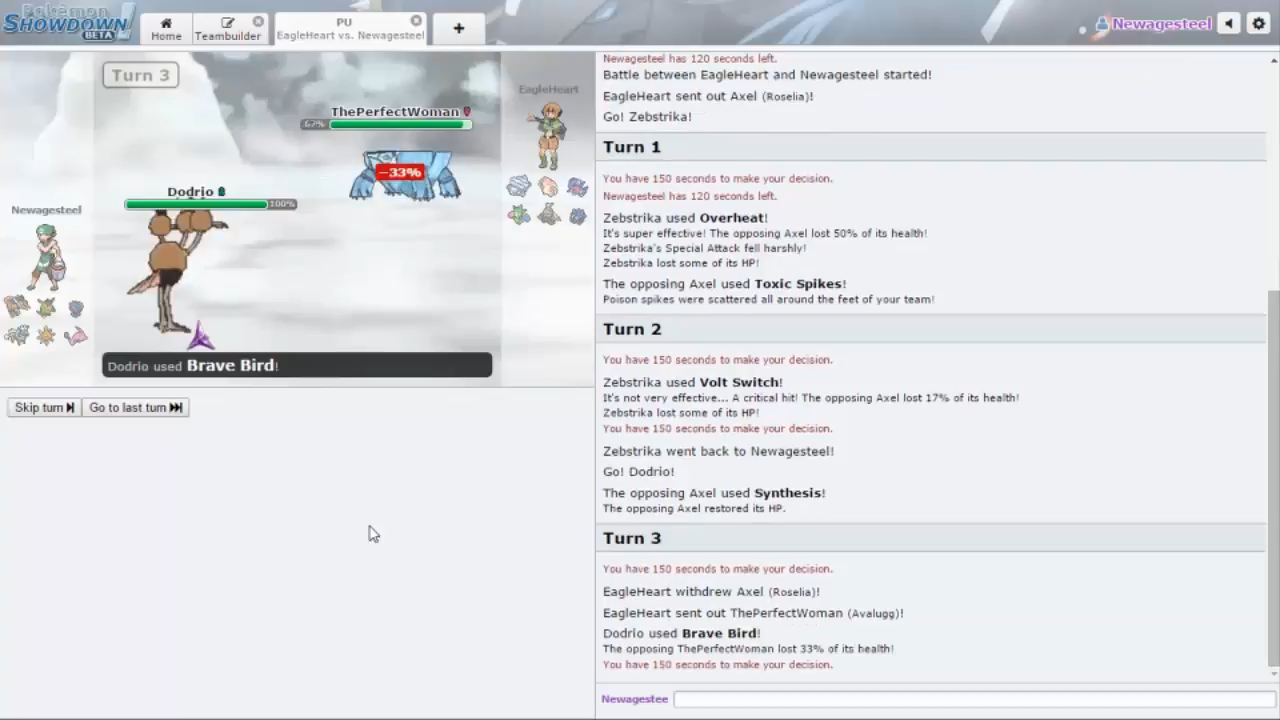 Pokémon
SHOWDOWN!
BETA
Home
Teambuilder
PU
EagleHeart vs. Newagesteel
+
Newagesteel
Turn 3
EagleHeart
ThePerfectWoman
67%
−33%
Dodrio
100%
Newagesteel
Dodrio used Brave Bird!
Skip turn
Go to last turn
Newagesteel has 120 seconds left.
Battle between EagleHeart and Newagesteel started!
EagleHeart sent out Axel (Roselia)!
Go! Zebstrika!
Turn 1
You have 150 seconds to make your decision.
Newagesteel has 120 seconds left.
Zebstrika used Overheat!
It's super effective! The opposing Axel lost 50% of its health!
Zebstrika's Special Attack fell harshly!
Zebstrika lost some of its HP!
The opposing Axel used Toxic Spikes!
Poison spikes were scattered all around the feet of your team!
Turn 2
You have 150 seconds to make your decision.
Zebstrika used Volt Switch!
It's not very effective... A critical hit! The opposing Axel lost 17% of its health!
Zebstrika lost some of its HP!
You have 150 seconds to make your decision.
Zebstrika went back to Newagesteel!
Go! Dodrio!
The opposing Axel used Synthesis!
The opposing Axel restored its HP.
Turn 3
You have 150 seconds to make your decision.
EagleHeart withdrew Axel (Roselia)!
EagleHeart sent out ThePerfectWoman (Avalugg)!
Dodrio used Brave Bird!
The opposing ThePerfectWoman lost 33% of its health!
You have 150 seconds to make your decision.
Newagestee